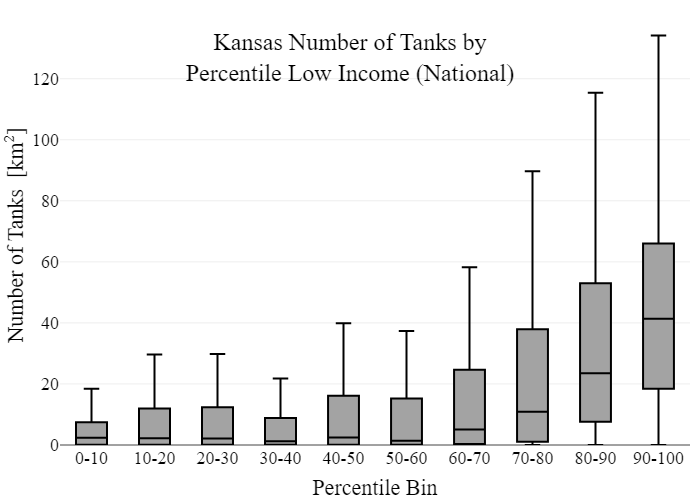 Kansas Number of Tanks by
Percentile Low Income (National)
Number of Tanks [km²]
120
100
80
60
40
20
0
0-10 10-20 20-30 30-40 40-50 50-60 60-70 70-80 80-90 90-100
Percentile Bin